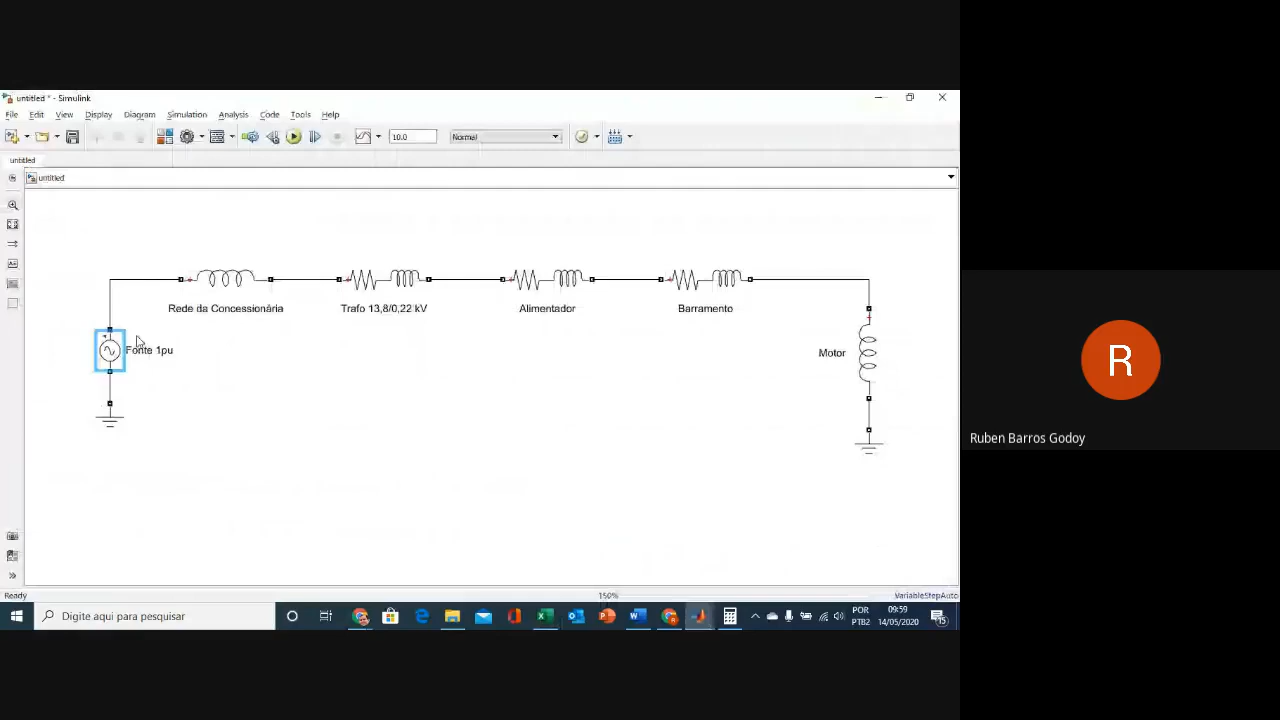 untitled * - Simulink
File Edit View Display Diagram Simulation Analysis Code Tools Help
10.0 Normal
untitled
untitled
Rede da Concessionária Trafo 13,8/0,22 kV Alimentador Barramento
Fonte 1pu Motor
R
Ruben Barros Godoy
Ready 150% VariableStepAuto
Digite aqui para pesquisar
POR
PTB2
09:59
14/05/2020
15